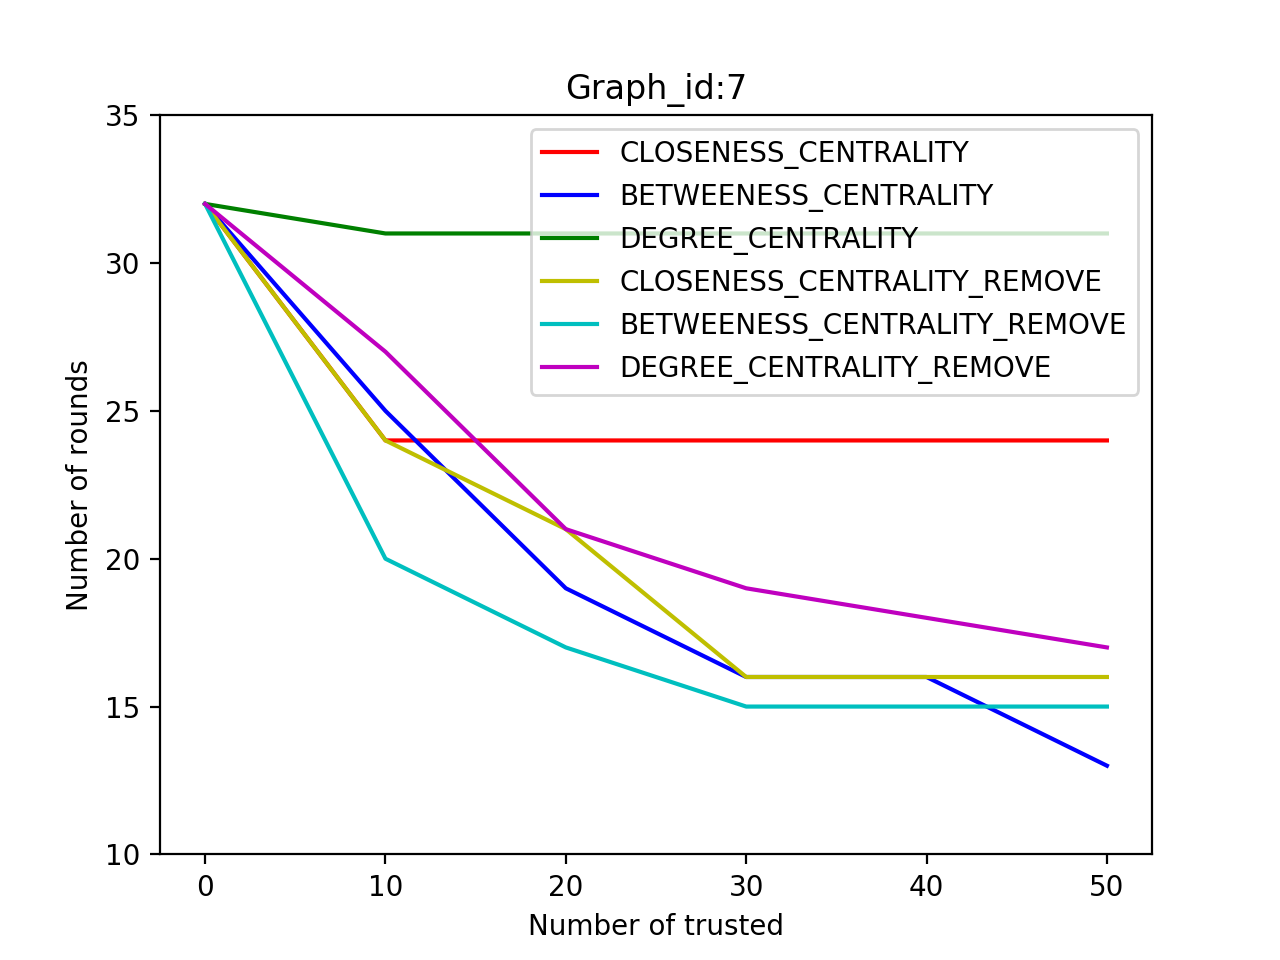 Graph_id:7
35
30
25
20
15
10
Number of rounds
CLOSENESS_CENTRALITY
BETWEENESS_CENTRALITY
DEGREE_CENTRALITY
CLOSENESS_CENTRALITY_REMOVE
BETWEENESS_CENTRALITY_REMOVE
DEGREE_CENTRALITY_REMOVE
0 10 20 30 40 50
Number of trusted